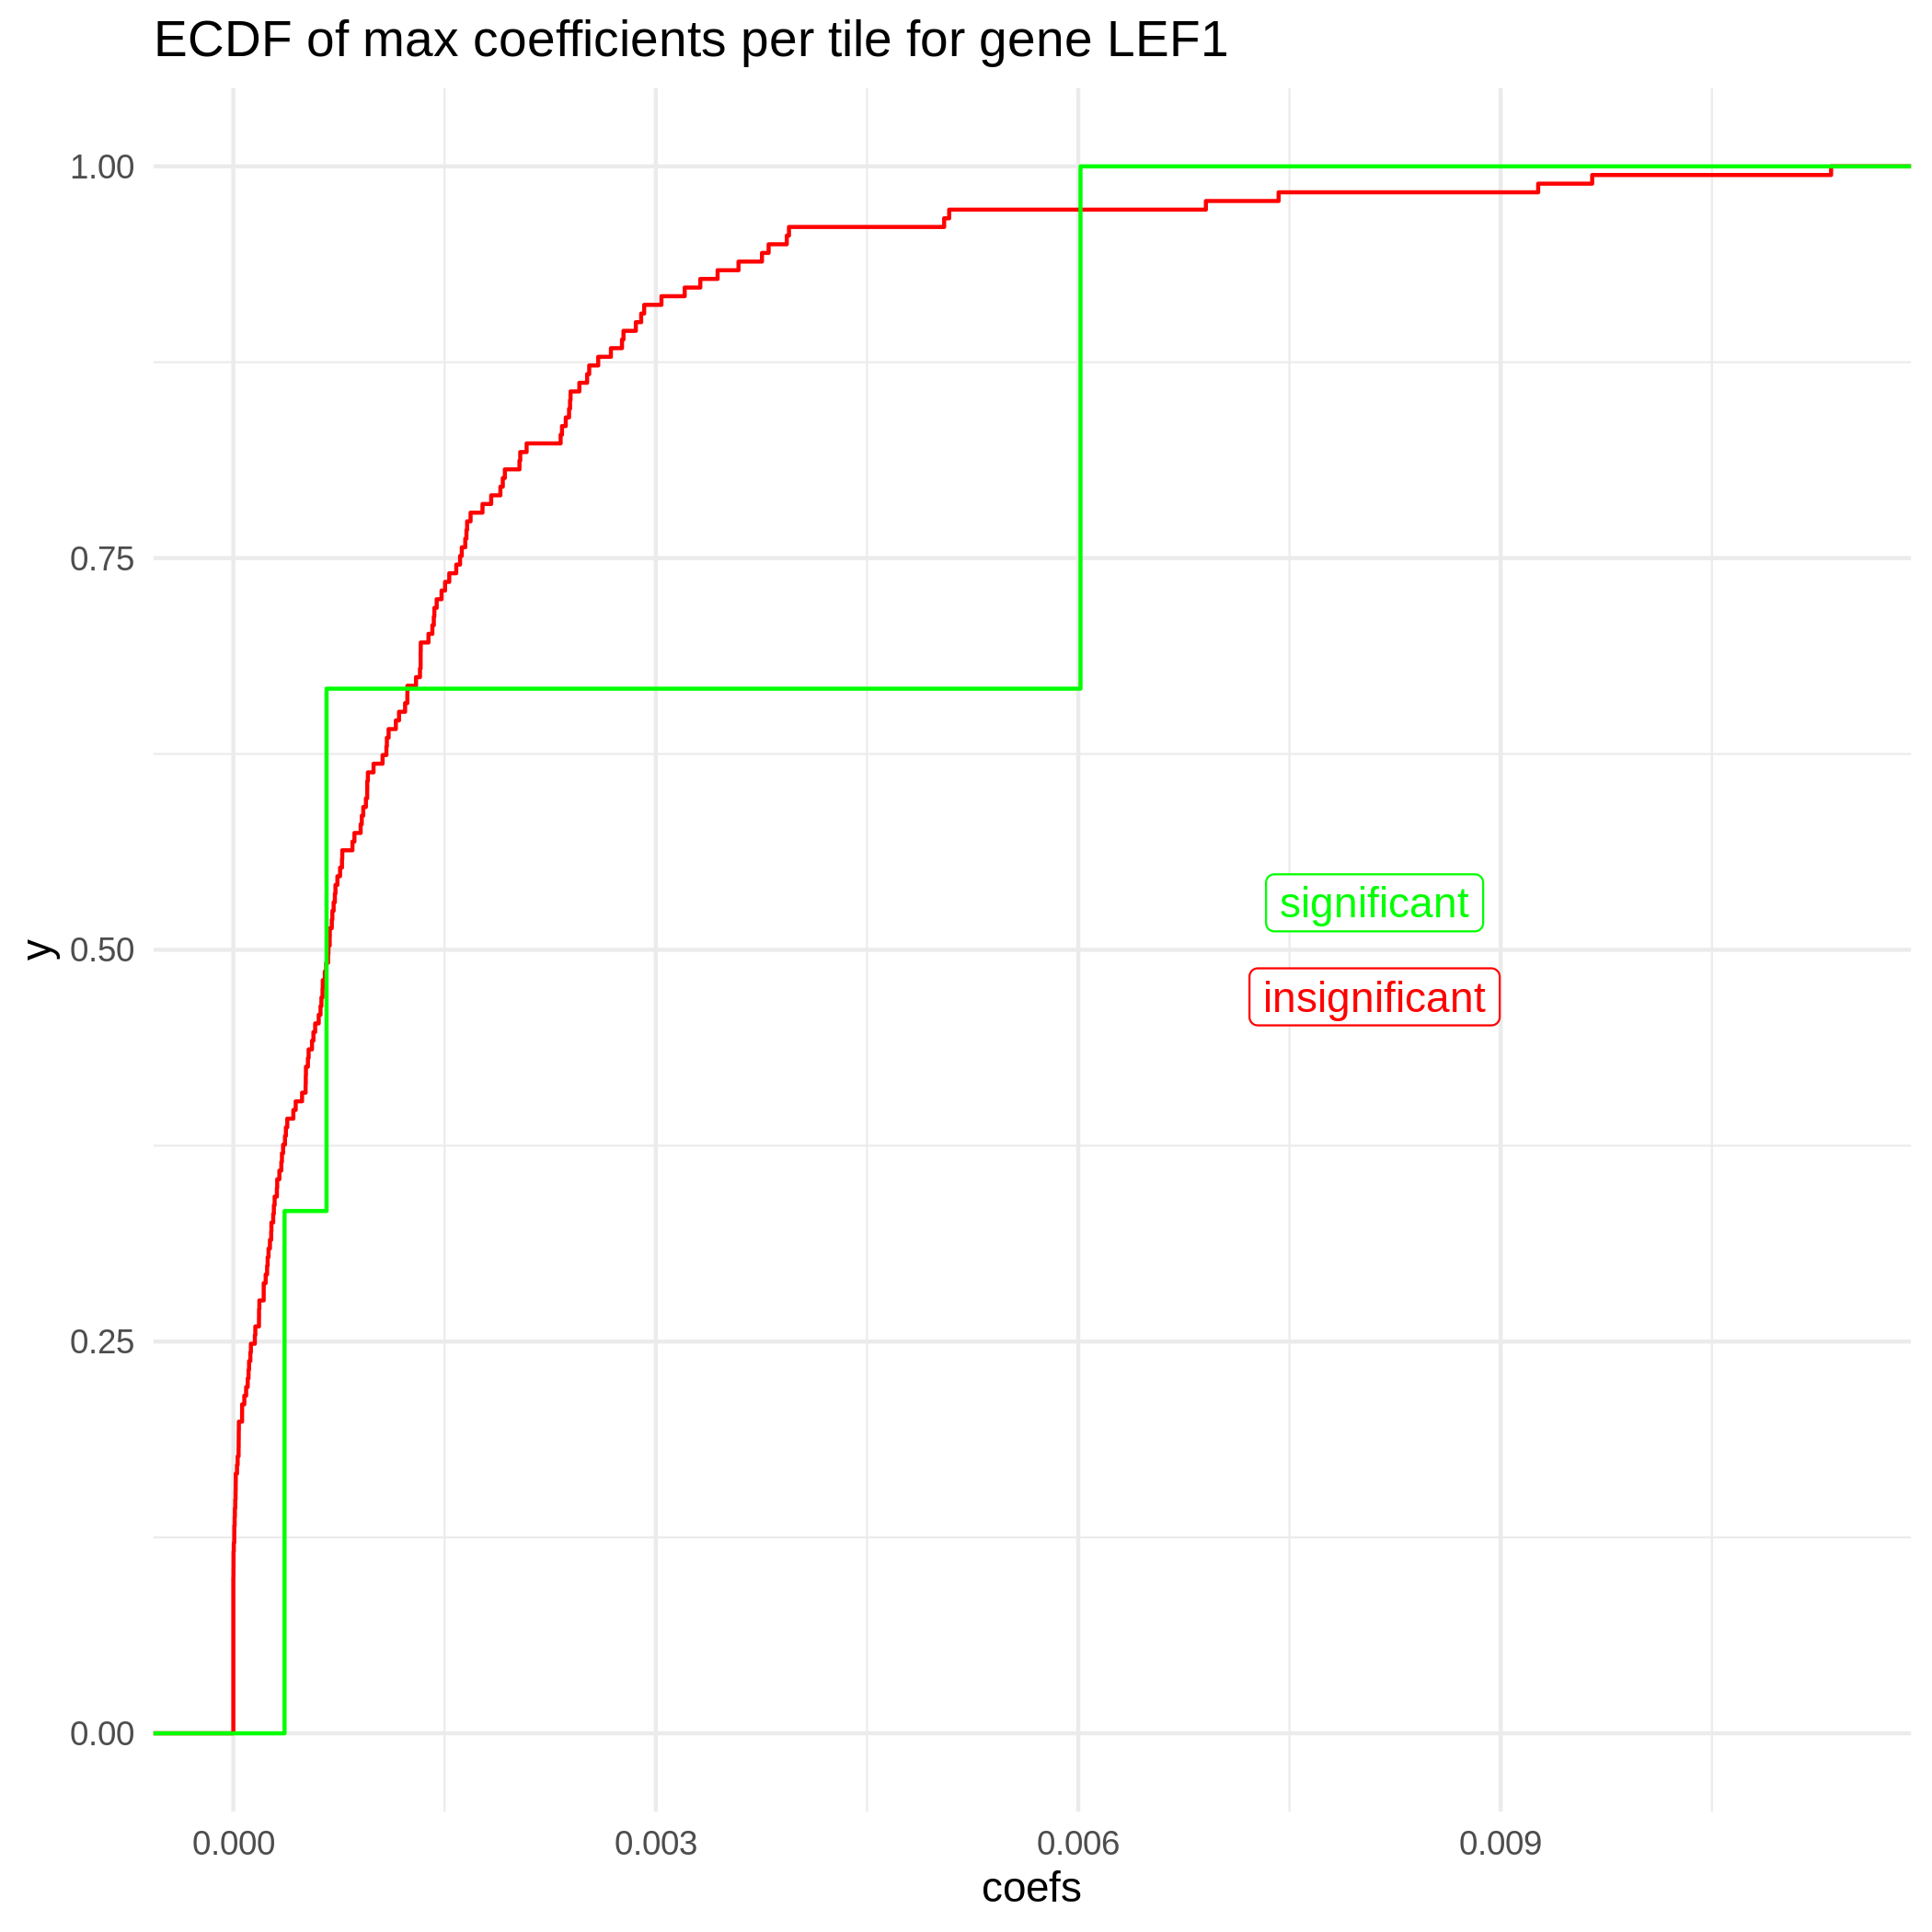 ECDF of max coefficients per tile for gene LEF1
1.00
0.75
0.50
0.25
0.00
y
significant
insignificant
0.000
0.003
0.006
0.009
coefs